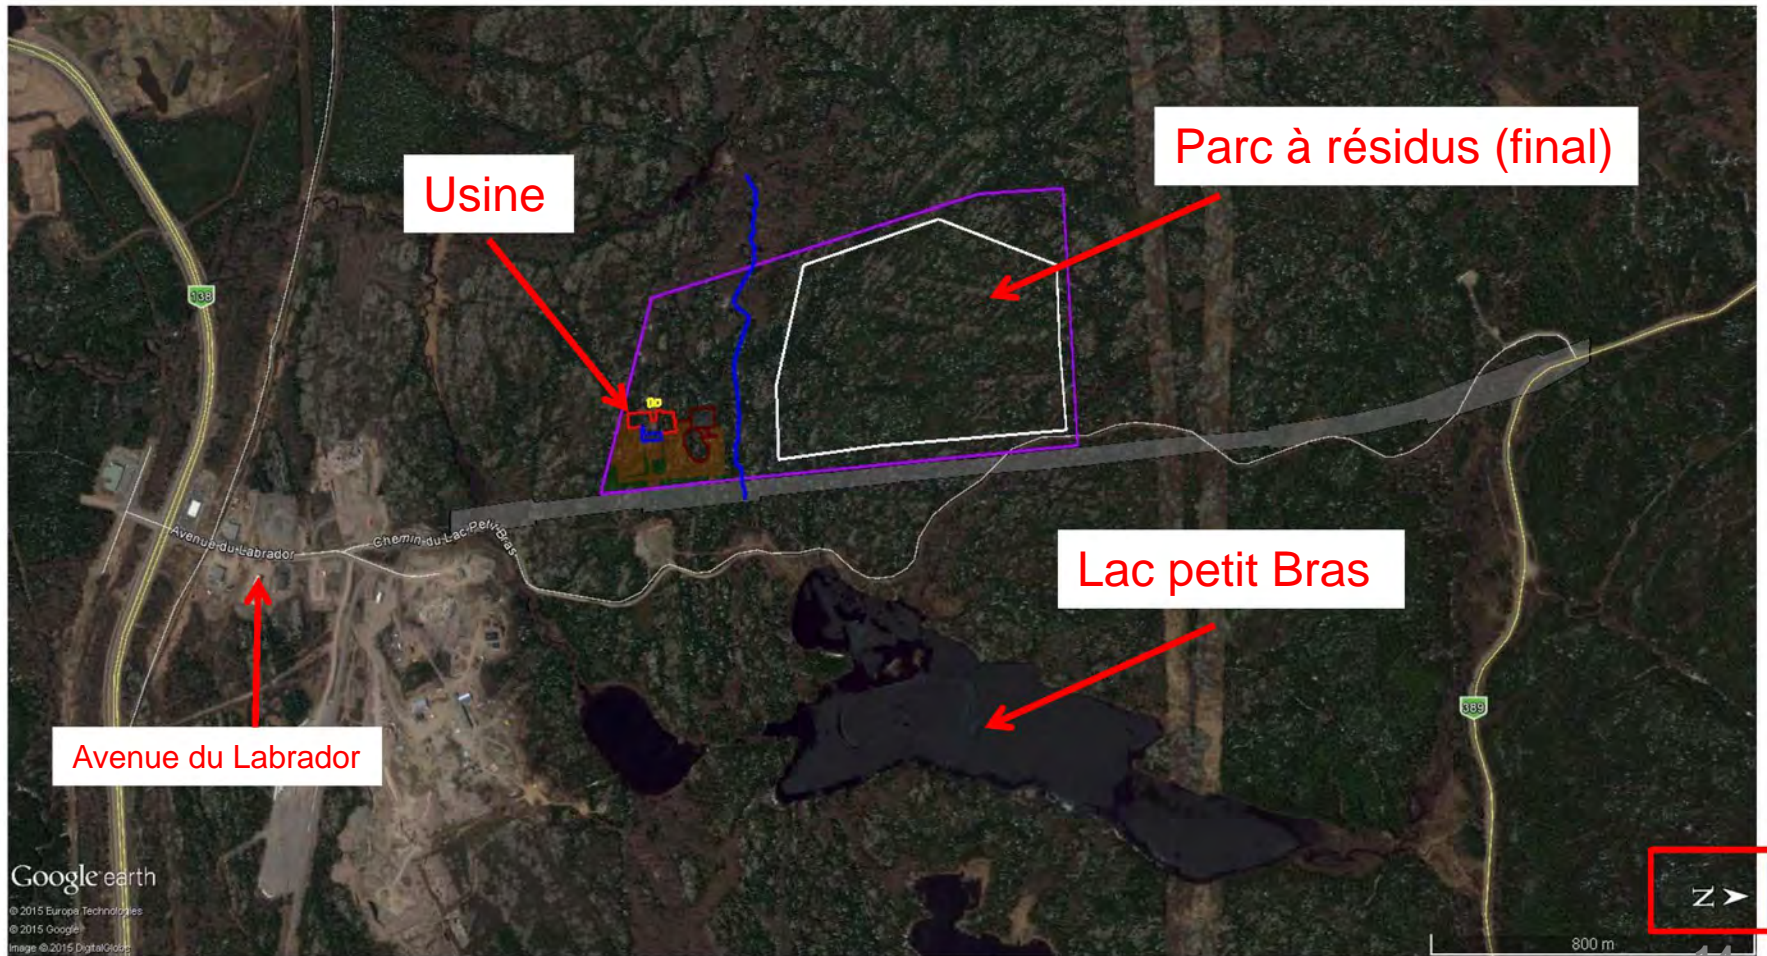 Parc à résidus (final)
Usine
138
Avenue du Labrador
Chemin du Lac-Petit-Bras
Lac petit Bras
389
Avenue du Labrador
Google earth
© 2015 Europa Technologies
© 2015 Google
Image © 2015 DigitalGlobe
N
800 m